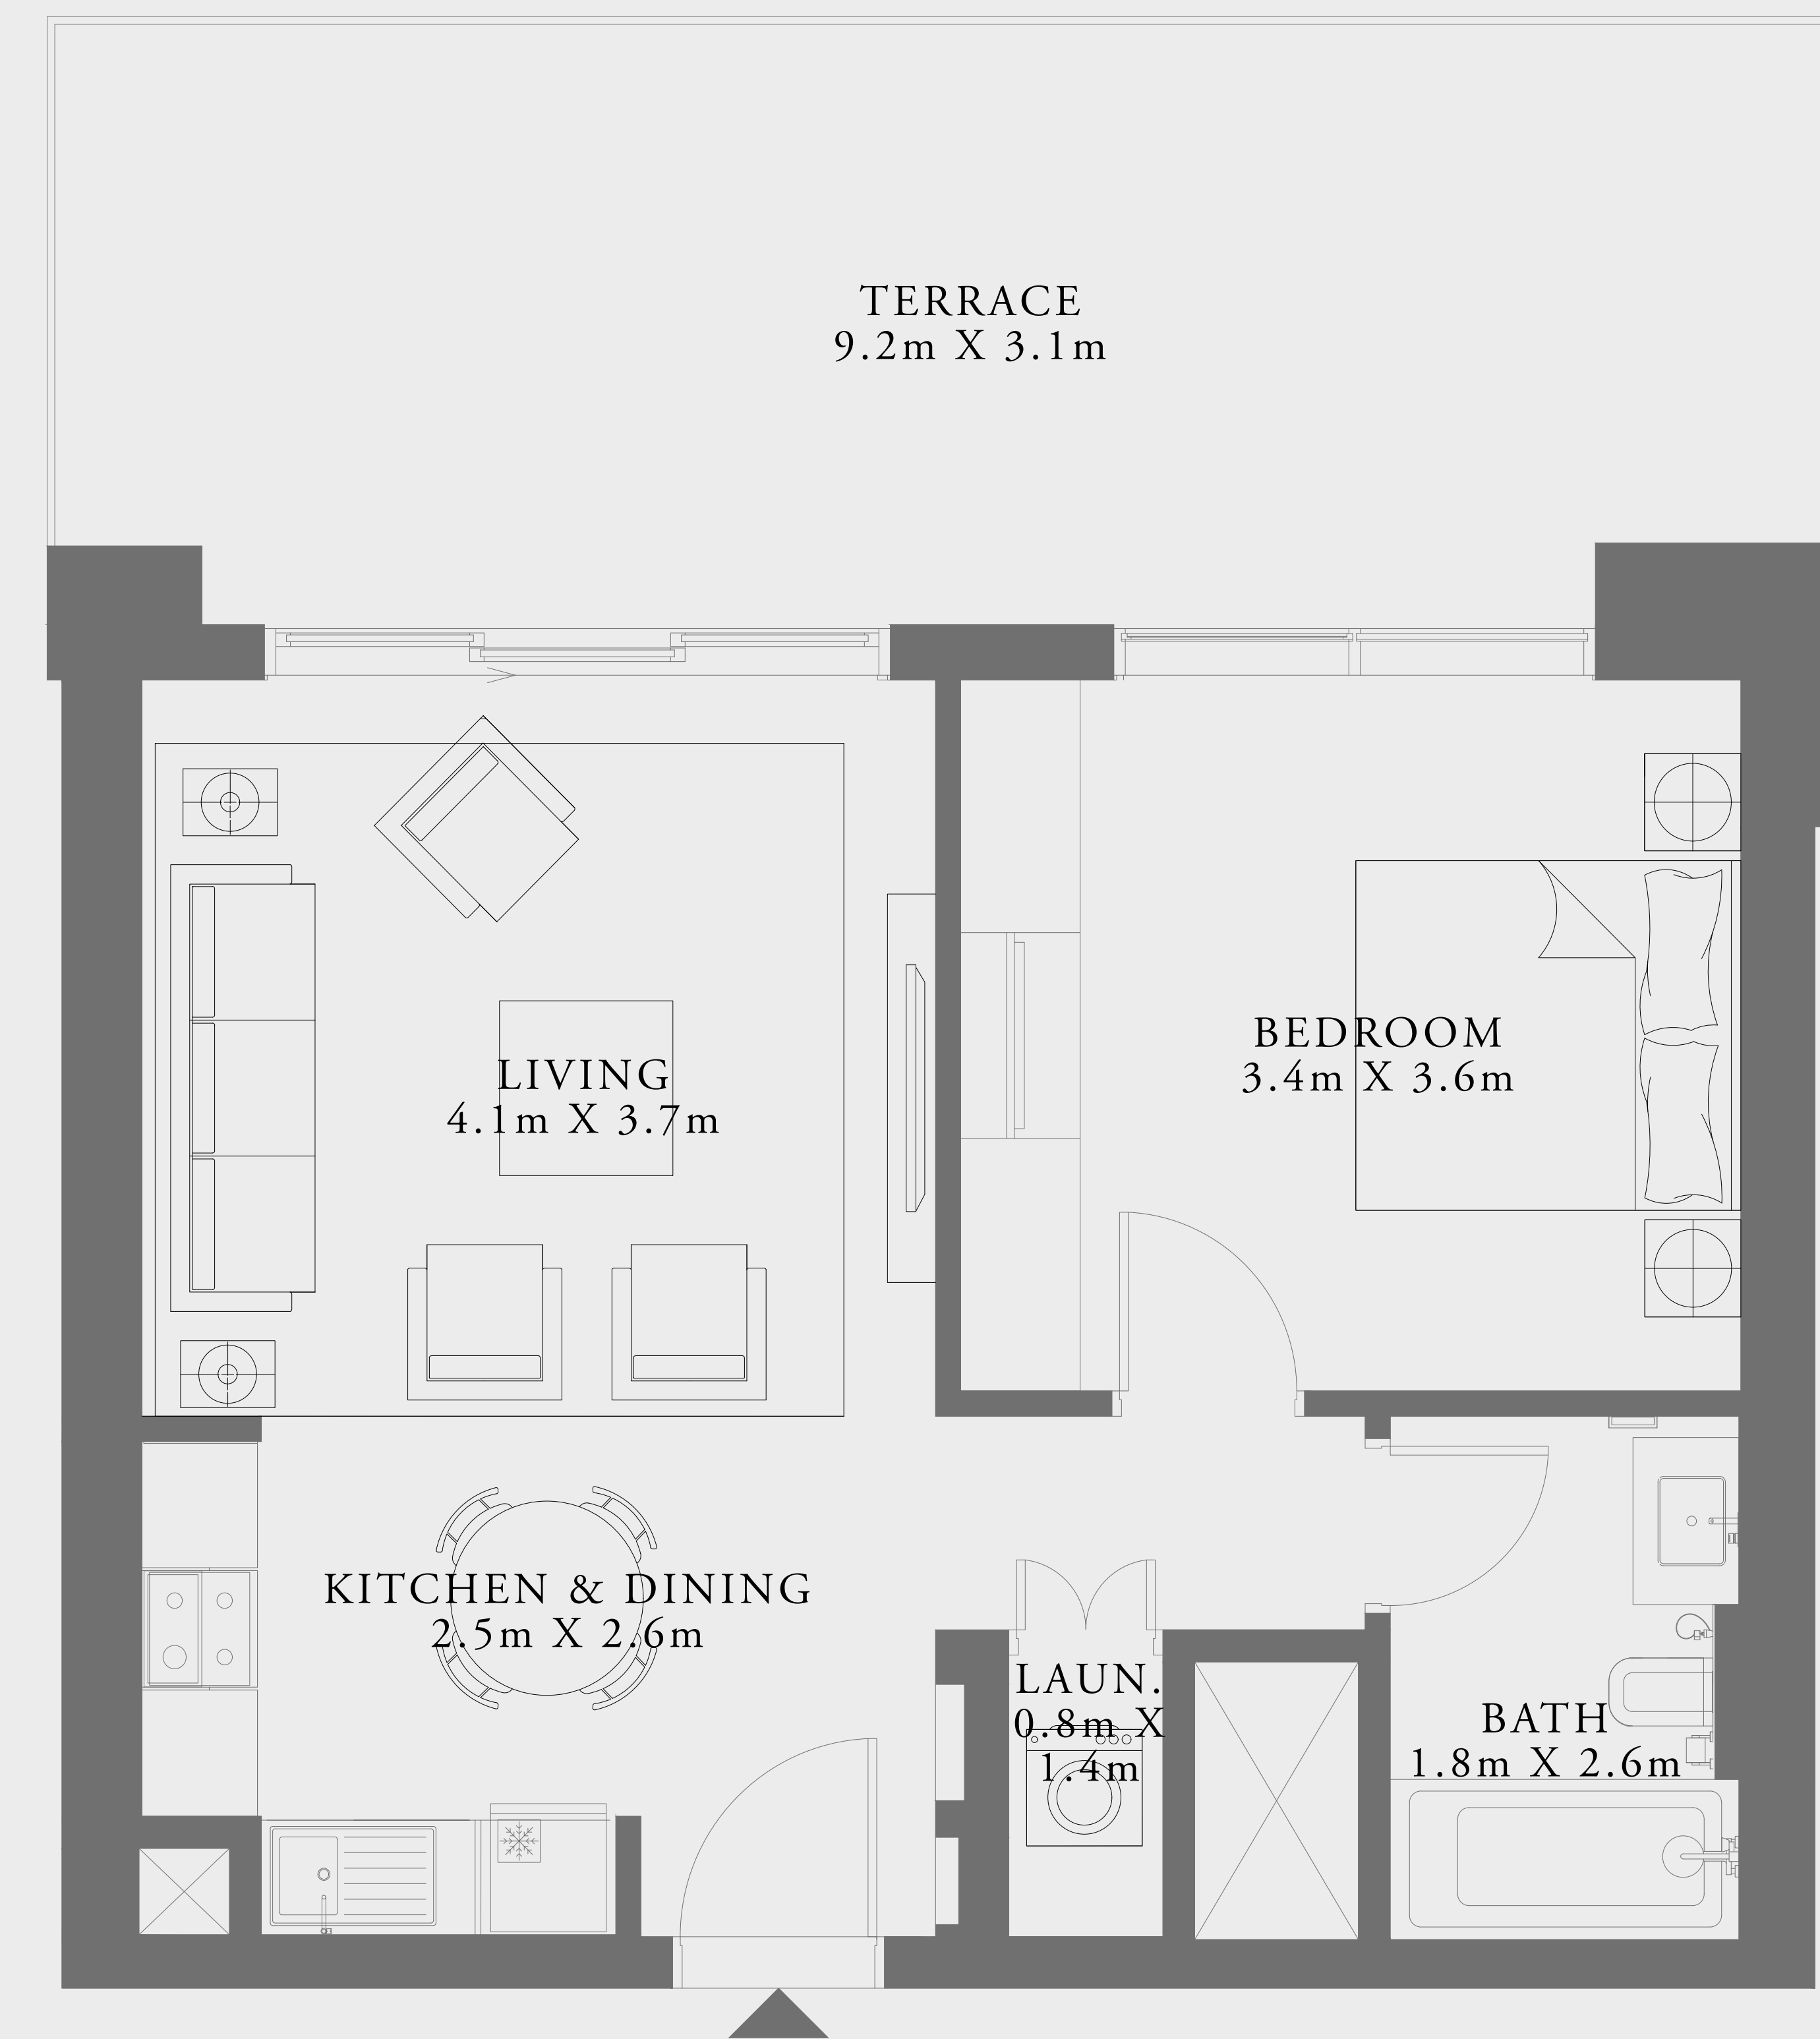 TERRACE
9.2m X 3.1m
LIVING
4.1m X 3.7m
BEDROOM
3.4m X 3.6m
KITCHEN & DINING
2.5m X 2.6m
LAUN.
0.8m X
1.4m
BATH
1.8m X 2.6m